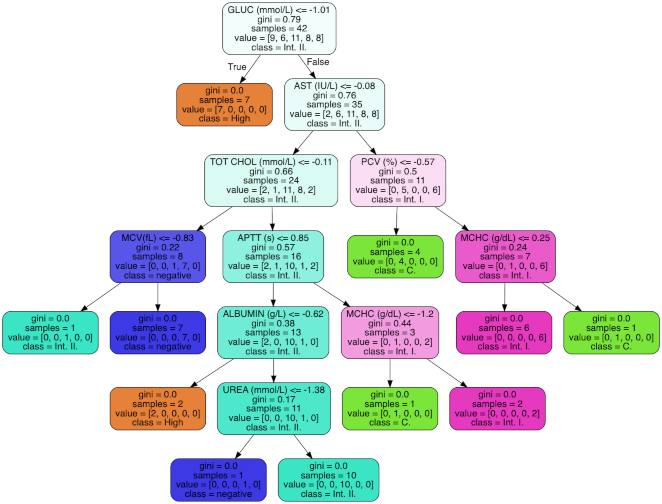 GLUC (mmol/L) <= -1.01
gini = 0.79
samples = 42
value = [9, 6, 11, 8, 8]
class = Int. II.
True
False
gini = 0.0
samples = 7
value = [7, 0, 0, 0, 0]
class = High
AST (IU/L) <= -0.08
gini = 0.76
samples = 35
value = [2, 6, 11, 8, 8]
class = Int. II.
TOT CHOL (mmol/L) <= -0.11
gini = 0.66
samples = 24
value = [2, 1, 11, 8, 2]
class = Int. II.
PCV (%) <= -0.57
gini = 0.5
samples = 11
value = [0, 5, 0, 0, 6]
class = Int. I.
MCV(fL) <= -0.83
gini = 0.22
samples = 8
value = [0, 0, 1, 7, 0]
class = negative
APTT (s) <= 0.85
gini = 0.57
samples = 16
value = [2, 1, 10, 1, 2]
class = Int. II.
gini = 0.0
samples = 4
value = [0, 4, 0, 0, 0]
class = C.
MCHC (g/dL) <= 0.25
gini = 0.24
samples = 7
value = [0, 1, 0, 0, 6]
class = Int. I.
gini = 0.0
samples = 1
value = [0, 0, 1, 0, 0]
class = Int. II.
gini = 0.0
samples = 7
value = [0, 0, 0, 7, 0]
class = negative
ALBUMIN (g/L) <= -0.62
gini = 0.38
samples = 13
value = [2, 0, 10, 1, 0]
class = Int. II.
MCHC (g/dL) <= -1.2
gini = 0.44
samples = 3
value = [0, 1, 0, 0, 2]
class = Int. I.
gini = 0.0
samples = 6
value = [0, 0, 0, 0, 6]
class = Int. I.
gini = 0.0
samples = 1
value = [0, 1, 0, 0, 0]
class = C.
gini = 0.0
samples = 2
value = [2, 0, 0, 0, 0]
class = High
UREA (mmol/L) <= -1.38
gini = 0.17
samples = 11
value = [0, 0, 10, 1, 0]
class = Int. II.
gini = 0.0
samples = 1
value = [0, 1, 0, 0, 0]
class = C.
gini = 0.0
samples = 2
value = [0, 0, 0, 0, 2]
class = Int. I.
gini = 0.0
samples = 1
value = [0, 0, 0, 1, 0]
class = negative
gini = 0.0
samples = 10
value = [0, 0, 10, 0, 0]
class = Int. II.